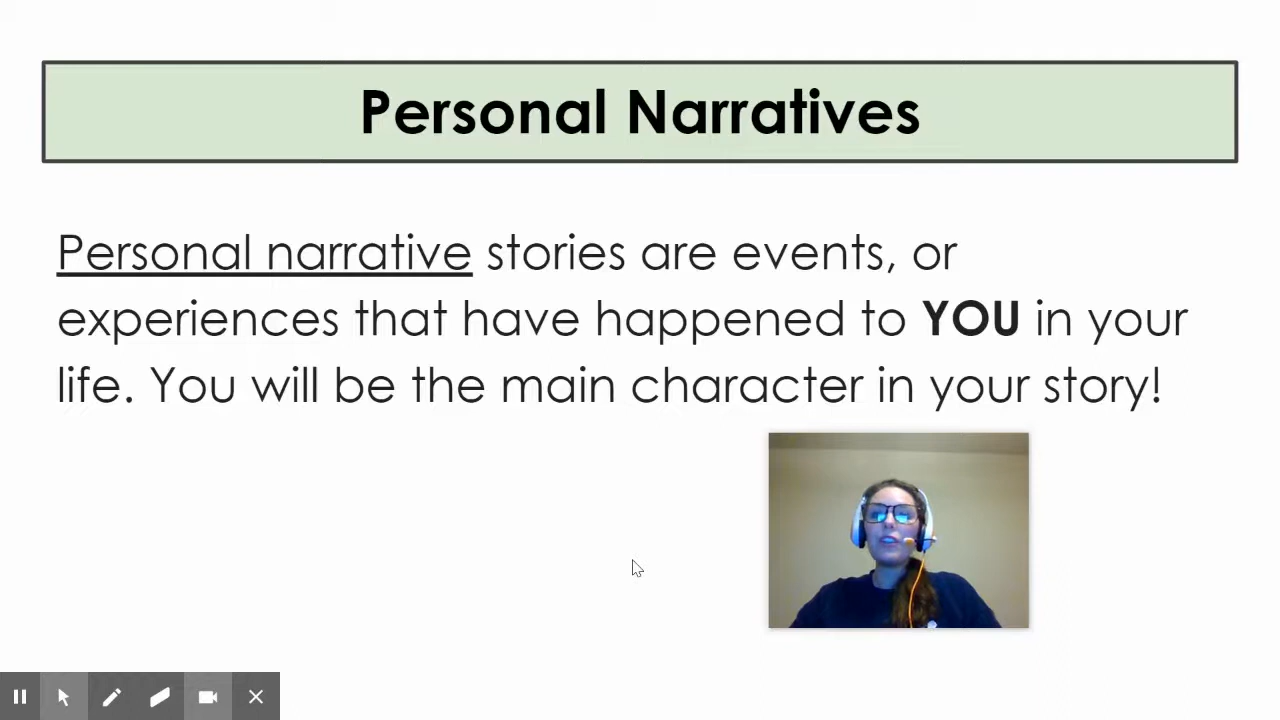 Personal Narratives
Personal narrative stories are events, or
experiences that have happened to YOU in your
life. You will be the main character in your story!